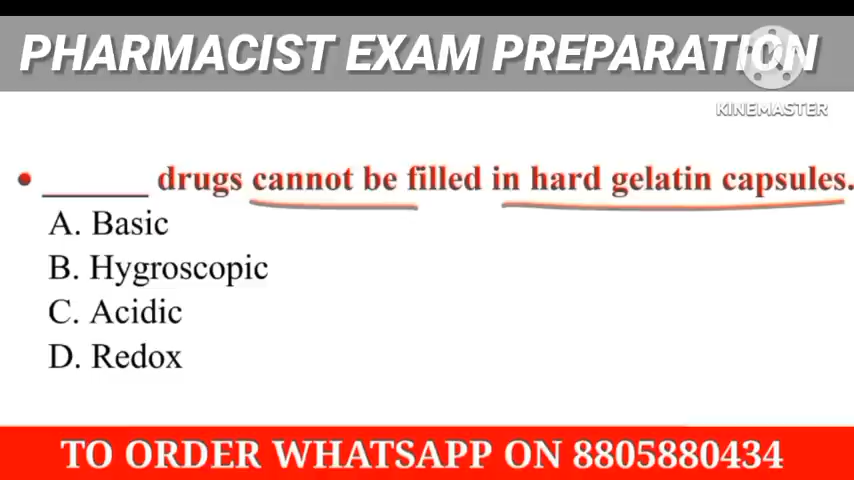 PHARMACIST EXAM PREPARATION
KINEMASTER
• ______ drugs cannot be filled in hard gelatin capsules.
A. Basic
B. Hygroscopic
C. Acidic
D. Redox
TO ORDER WHATSAPP ON 8805880434